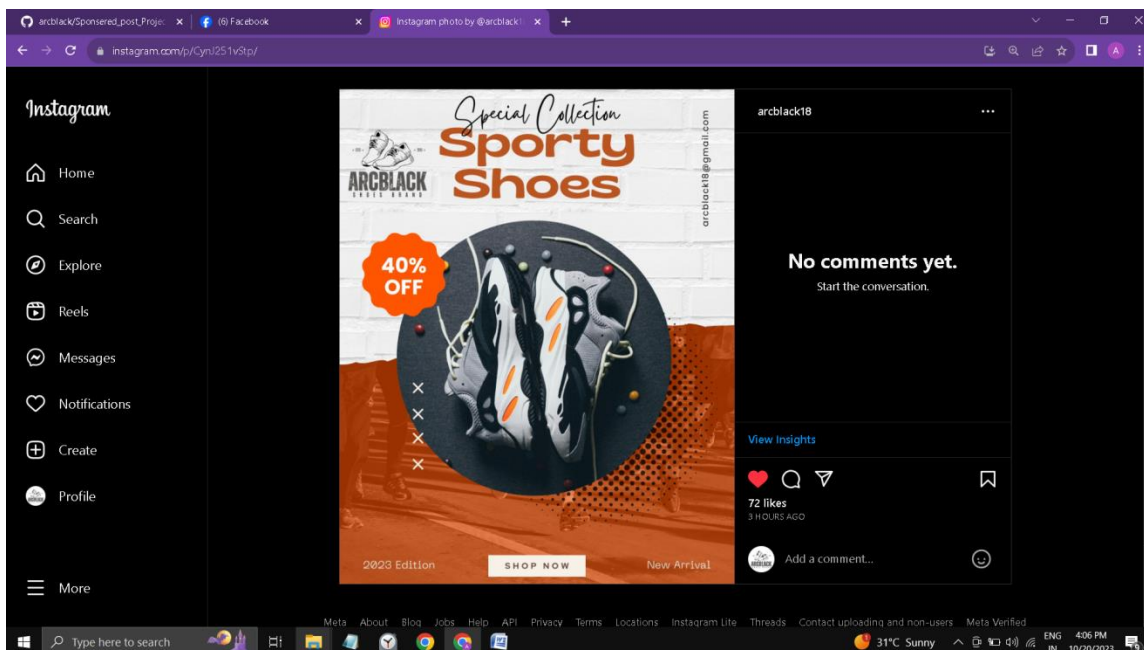 arcblack/Sponsered_post_Projec
(6) Facebook
Instagram photo by @arcblack1
instagram.com/p/CynJ251vStp/
A
Instagram
Home
Search
Explore
Reels
Messages
Notifications
Create
Profile
More
Special Collection
Sporty
Shoes
ARCBLACK
SHOES BRAND
arcblack18@gmail.com
40%
OFF
2023 Edition
SHOP NOW
New Arrival
arcblack18
No comments yet.
Start the conversation.
View Insights
72 likes
3 HOURS AGO
Add a comment...
Meta About Blog Jobs Help API Privacy Terms Locations Instagram Lite Threads Contact uploading and non-users Meta Verified
Type here to search
31°C Sunny
ENG
IN
4:06 PM
10/20/2023